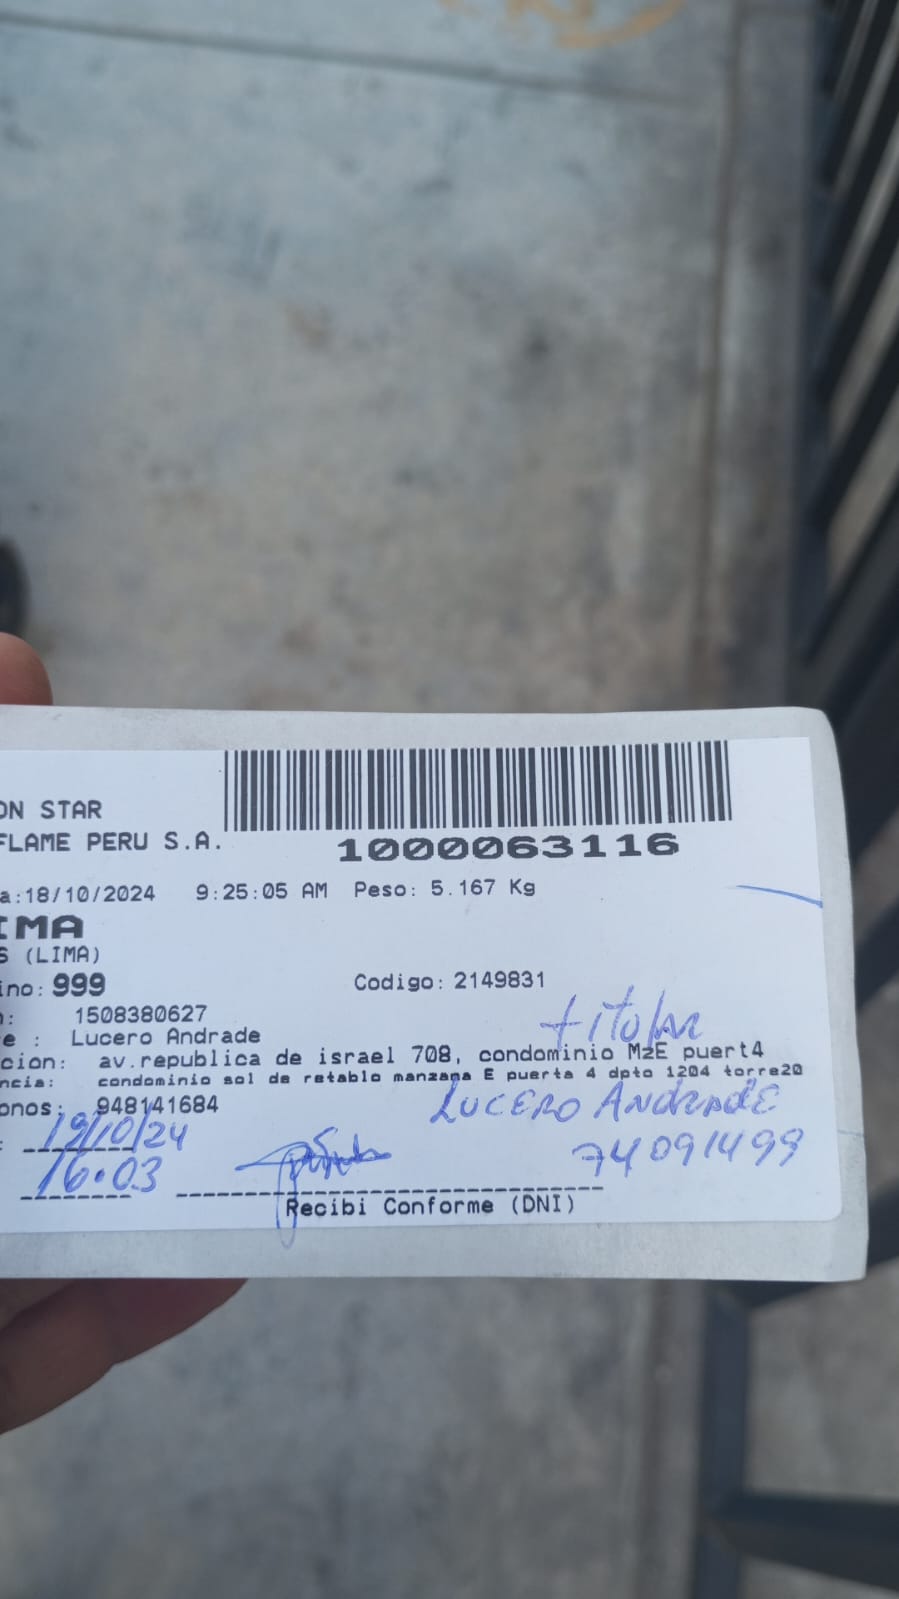 ON STAR
FLAME PERU S.A.
1000063116
a:18/10/2024 9:25:05 AM Peso: 5.167 Kg
IMA
S (LIMA)
ino: 999 Codigo: 2149831
n: 1508380627
titular
e : Lucero Andrade
cion: av.republica de israel 708, condominio MzE puert4
ncia: condominio sol de retablo manzana E puerta 4 dpto 1204 torre20
onos: 948141684
LUCERO ANDRADE
: 19/10/24
74091499
16:03
Recibi Conforme (DNI)